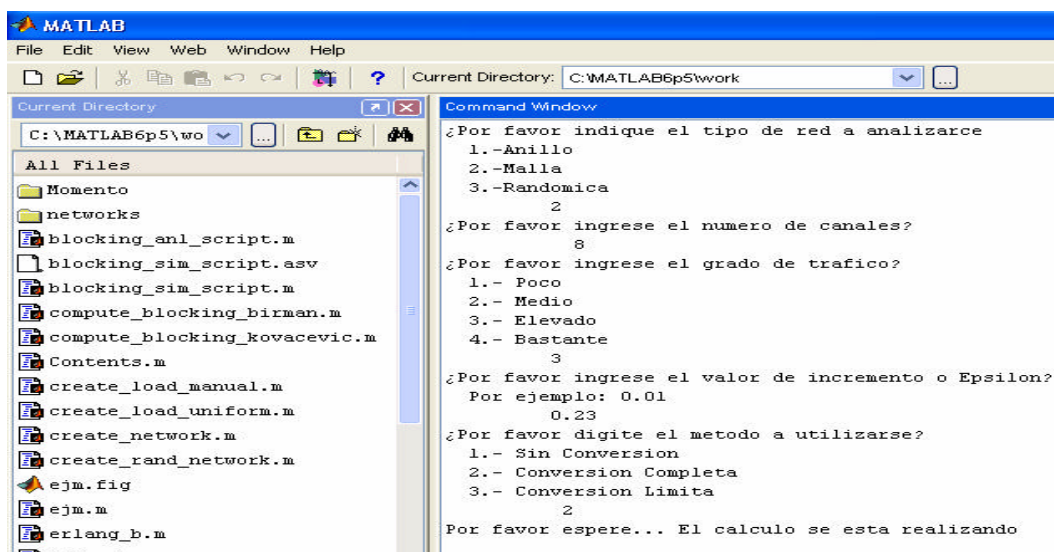 MATLAB
File Edit View Web Window Help
Current Directory: C:\MATLAB6p5\work
Current Directory
C:\MATLAB6p5\wo
All Files
Momento
networks
blocking_anl_script.m
blocking_sim_script.asv
blocking_sim_script.m
compute_blocking_birman.m
compute_blocking_kovacevic.m
Contents.m
create_load_manual.m
create_load_uniform.m
create_network.m
create_rand_network.m
ejm.fig
ejm.m
erlang_b.m
Command Window
¿Por favor indique el tipo de red a analizarce
1.-Anillo
2.-Malla
3.-Randomica
2
¿Por favor ingrese el numero de canales?
8
¿Por favor ingrese el grado de trafico?
1.- Poco
2.- Medio
3.- Elevado
4.- Bastante
3
¿Por favor ingrese el valor de incremento o Epsilon?
Por ejemplo: 0.01
0.23
¿Por favor digite el metodo a utilizarse?
1.- Sin Conversion
2.- Conversion Completa
3.- Conversion Limita
2
Por favor espere... El calculo se esta realizando